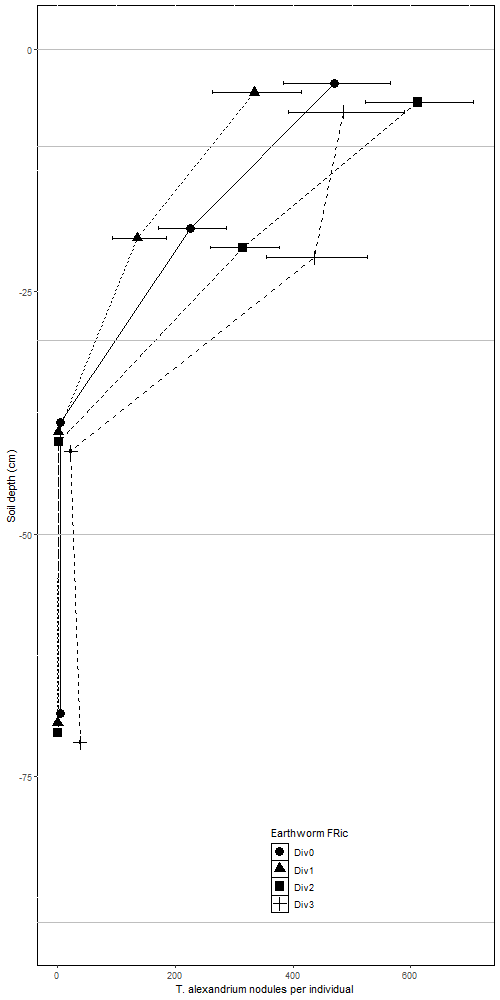 0
-25
-50
-75
Soil depth (cm)
Earthworm FRic
Div0
Div1
Div2
Div3
0 200 400 600
T. alexandrium nodules per individual